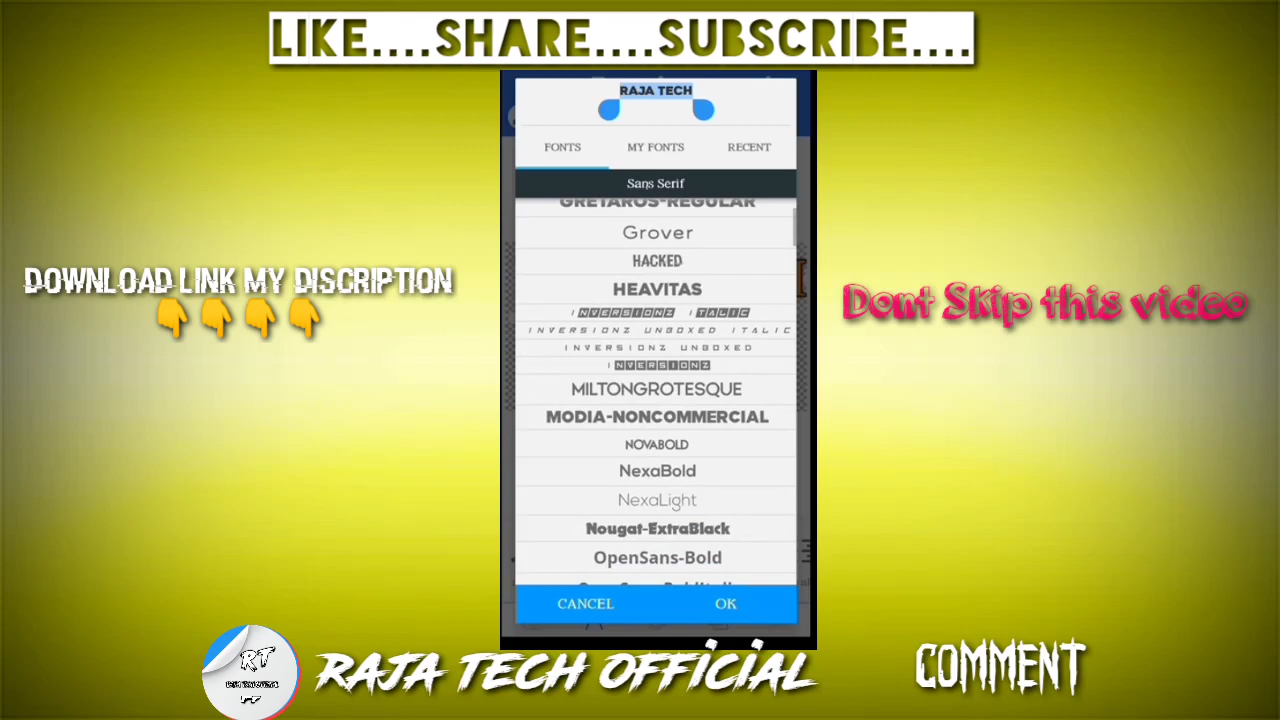 LIKE....SHARE....SUBSCRIBE....
RAJA TECH
FONTS MY FONTS RECENT
Sans Serif
GRETAROS-REGULAR
Grover
HACKED
HEAVITAS
INVERSIONZ ITALIC
INVERSIONZ UNBOXED ITALIC
INVERSIONZ UNBOXED
INVERSIONZ
MILTONGROTESQUE
MODIA-NONCOMMERCIAL
NOVABOLD
NexaBold
NexaLight
Nougat-ExtraBlack
OpenSans-Bold
CANCEL OK
DOWNLOAD LINK MY DISCRIPTION
👇👇👇👇
Dont Skip this video
RT
RAJA TECH OFFICIAL
COMMENT